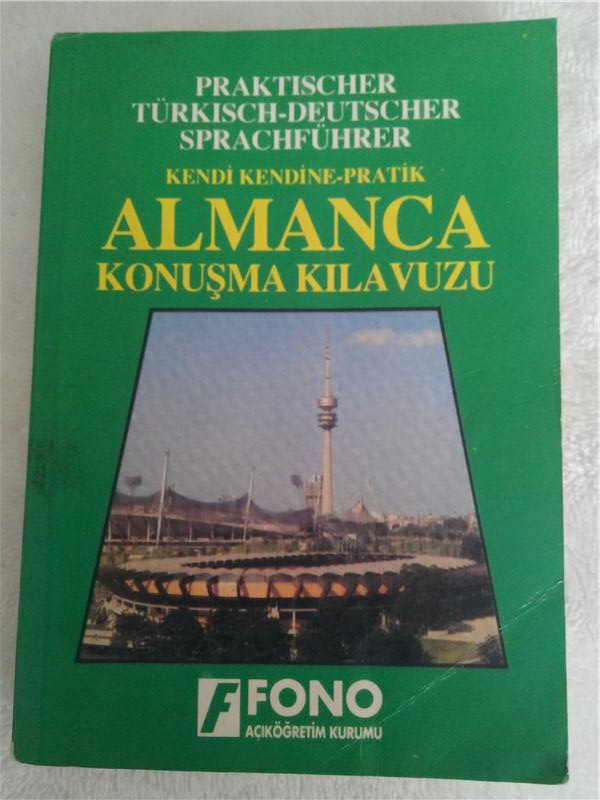 PRAKTISCHER
TÜRKISCH-DEUTSCHER
SPRACHFÜHRER
KENDİ KENDİNE-PRATİK
ALMANCA
KONUŞMA KILAVUZU
FONO
AÇIKÖĞRETİM KURUMU